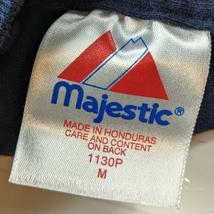 Majestic®
MADE IN HONDURAS
CARE AND CONTENT
ON BACK
1130P
M